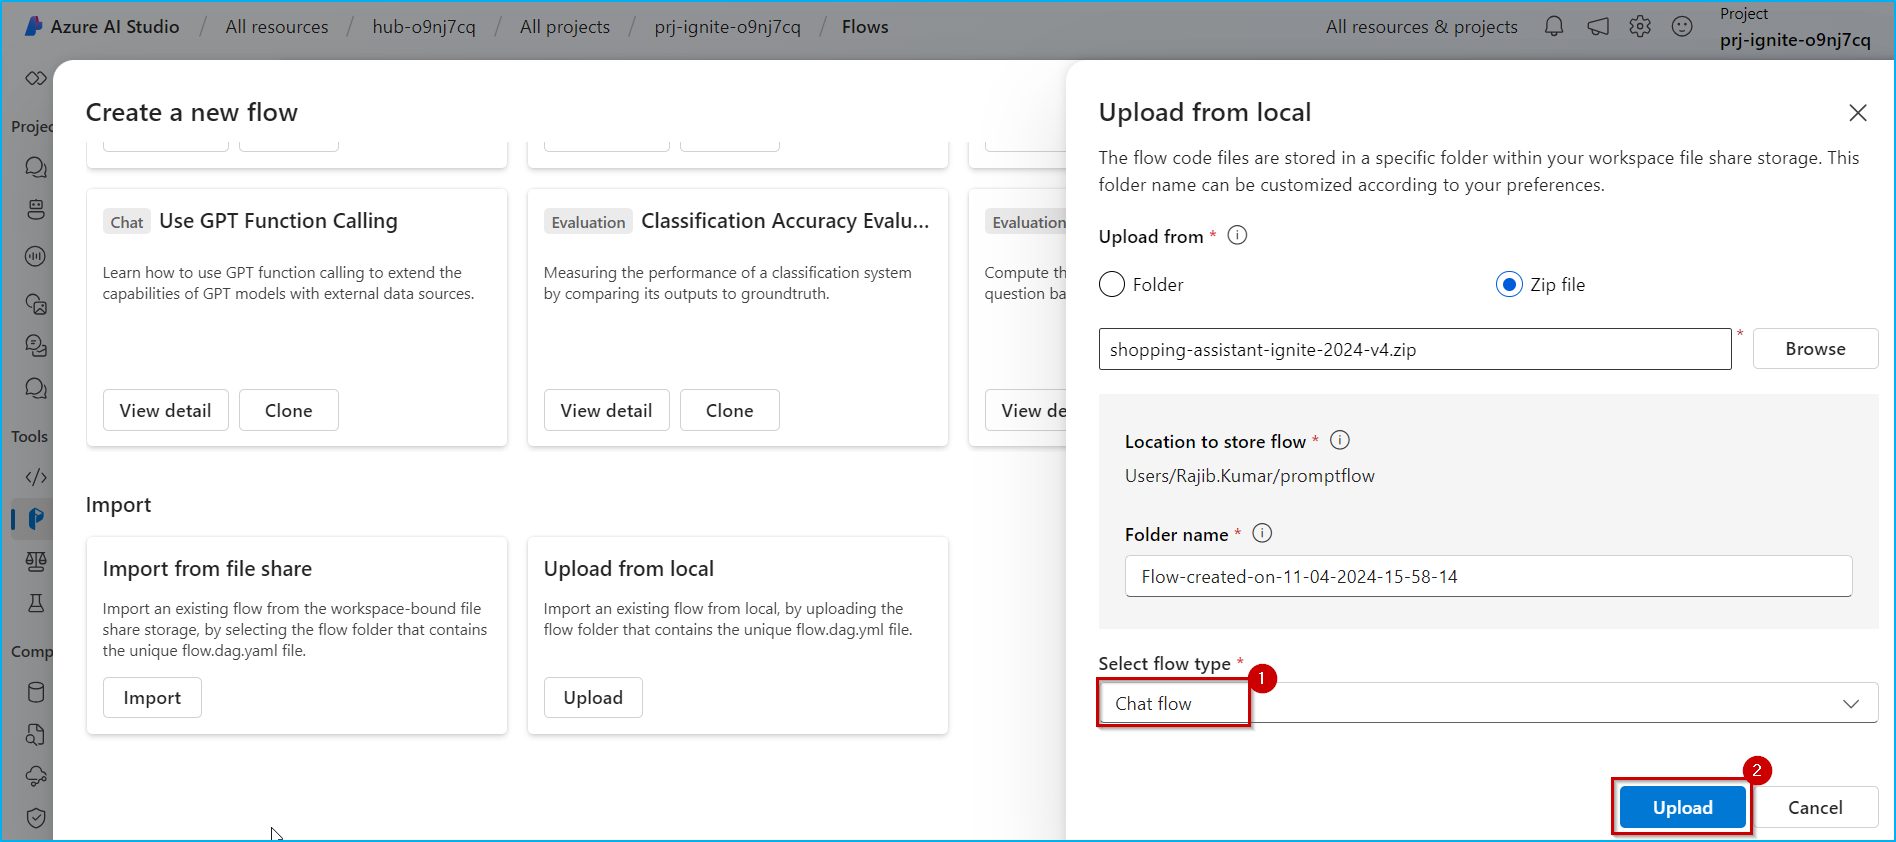 Azure AI Studio / All resources / hub-o9nj7cq / All projects / prj-ignite-o9nj7cq / Flows
All resources & projects
Project
prj-ignite-o9nj7cq
Projec
Tools
Comp
Create a new flow
Chat Use GPT Function Calling
Learn how to use GPT function calling to extend the
capabilities of GPT models with external data sources.
View detail Clone
Evaluation Classification Accuracy Evalu...
Measuring the performance of a classification system
by comparing its outputs to groundtruth.
View detail Clone
Evaluation
Compute th
question ba
View de
Import
Import from file share
Import an existing flow from the workspace-bound file
share storage, by selecting the flow folder that contains
the unique flow.dag.yaml file.
Import
Upload from local
Import an existing flow from local, by uploading the
flow folder that contains the unique flow.dag.yml file.
Upload
Upload from local
The flow code files are stored in a specific folder within your workspace file share storage. This
folder name can be customized according to your preferences.
Upload from *
Folder Zip file
shopping-assistant-ignite-2024-v4.zip * Browse
Location to store flow *
Users/Rajib.Kumar/promptflow
Folder name *
Flow-created-on-11-04-2024-15-58-14
Select flow type *
1
Chat flow
2
Upload Cancel